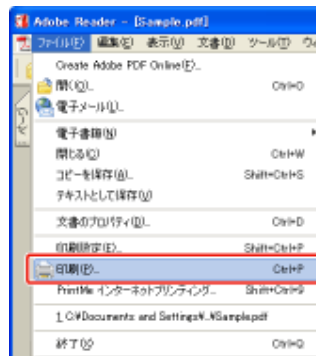 Adobe Reader - [Sample.pdf]
ファイル(F) 編集(E) 表示(V) 文書(D) ツール(T) ウ
Create Adobe PDF Online(E)...
開く(O)... Ctrl+O
電子メール(L)...
電子書籍(N)
閉じる(C) Ctrl+W
コピーを保存(A)... Shift+Ctrl+S
テキストとして保存(V)
文書のプロパティ(D)... Ctrl+D
印刷設定(E)... Shift+Ctrl+P
印刷(P)... Ctrl+P
PrintMe インターネットプリンティング... Shift+Ctrl+9
1 C:¥Documents and Settings¥..¥Sample.pdf
終了(X) Ctrl+Q